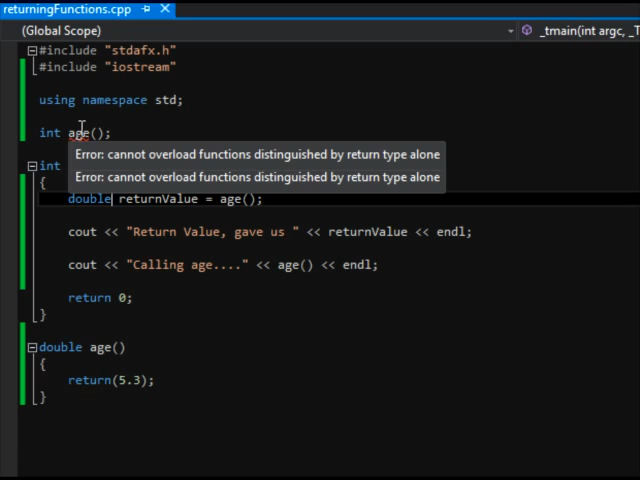 returningFunctions.cpp
(Global Scope) _tmain(int argc, _T
#include "stdafx.h"
#include "iostream"
using namespace std;
int age();
Error: cannot overload functions distinguished by return type alone
int
Error: cannot overload functions distinguished by return type alone
{
double returnValue = age();
cout << "Return Value, gave us " << returnValue << endl;
cout << "Calling age...." << age() << endl;
return 0;
}
double age()
{
return(5.3);
}